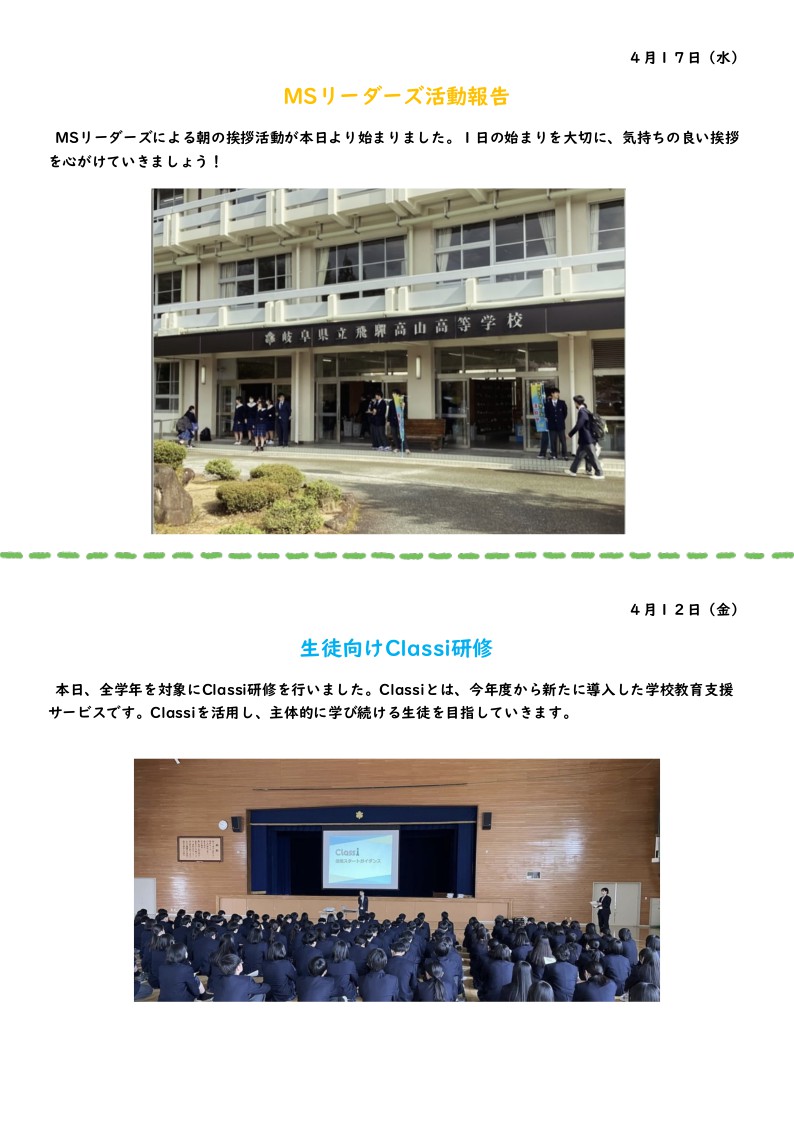 ４月１７日（水）
MSリーダーズ活動報告
MSリーダーズによる朝の挨拶活動が本日より始まりました。１日の始まりを大切に、気持ちの良い挨拶
を心がけていきましょう！
岐阜県立飛騨高山高等学校
４月１２日（金）
生徒向けClassi研修
本日、全学年を対象にClassi研修を行いました。Classiとは、今年度から新たに導入した学校教育支援
サービスです。Classiを活用し、主体的に学び続ける生徒を目指していきます。
Classi